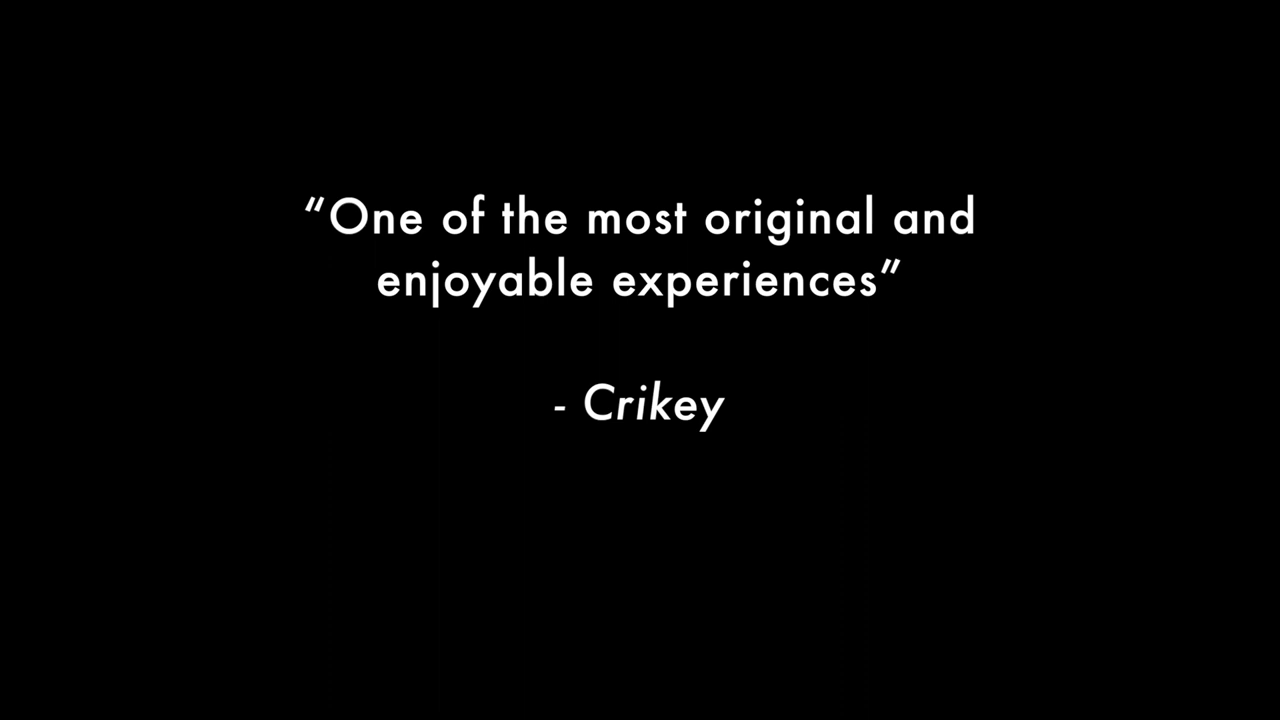 “One of the most original and
enjoyable experiences”
- Crikey